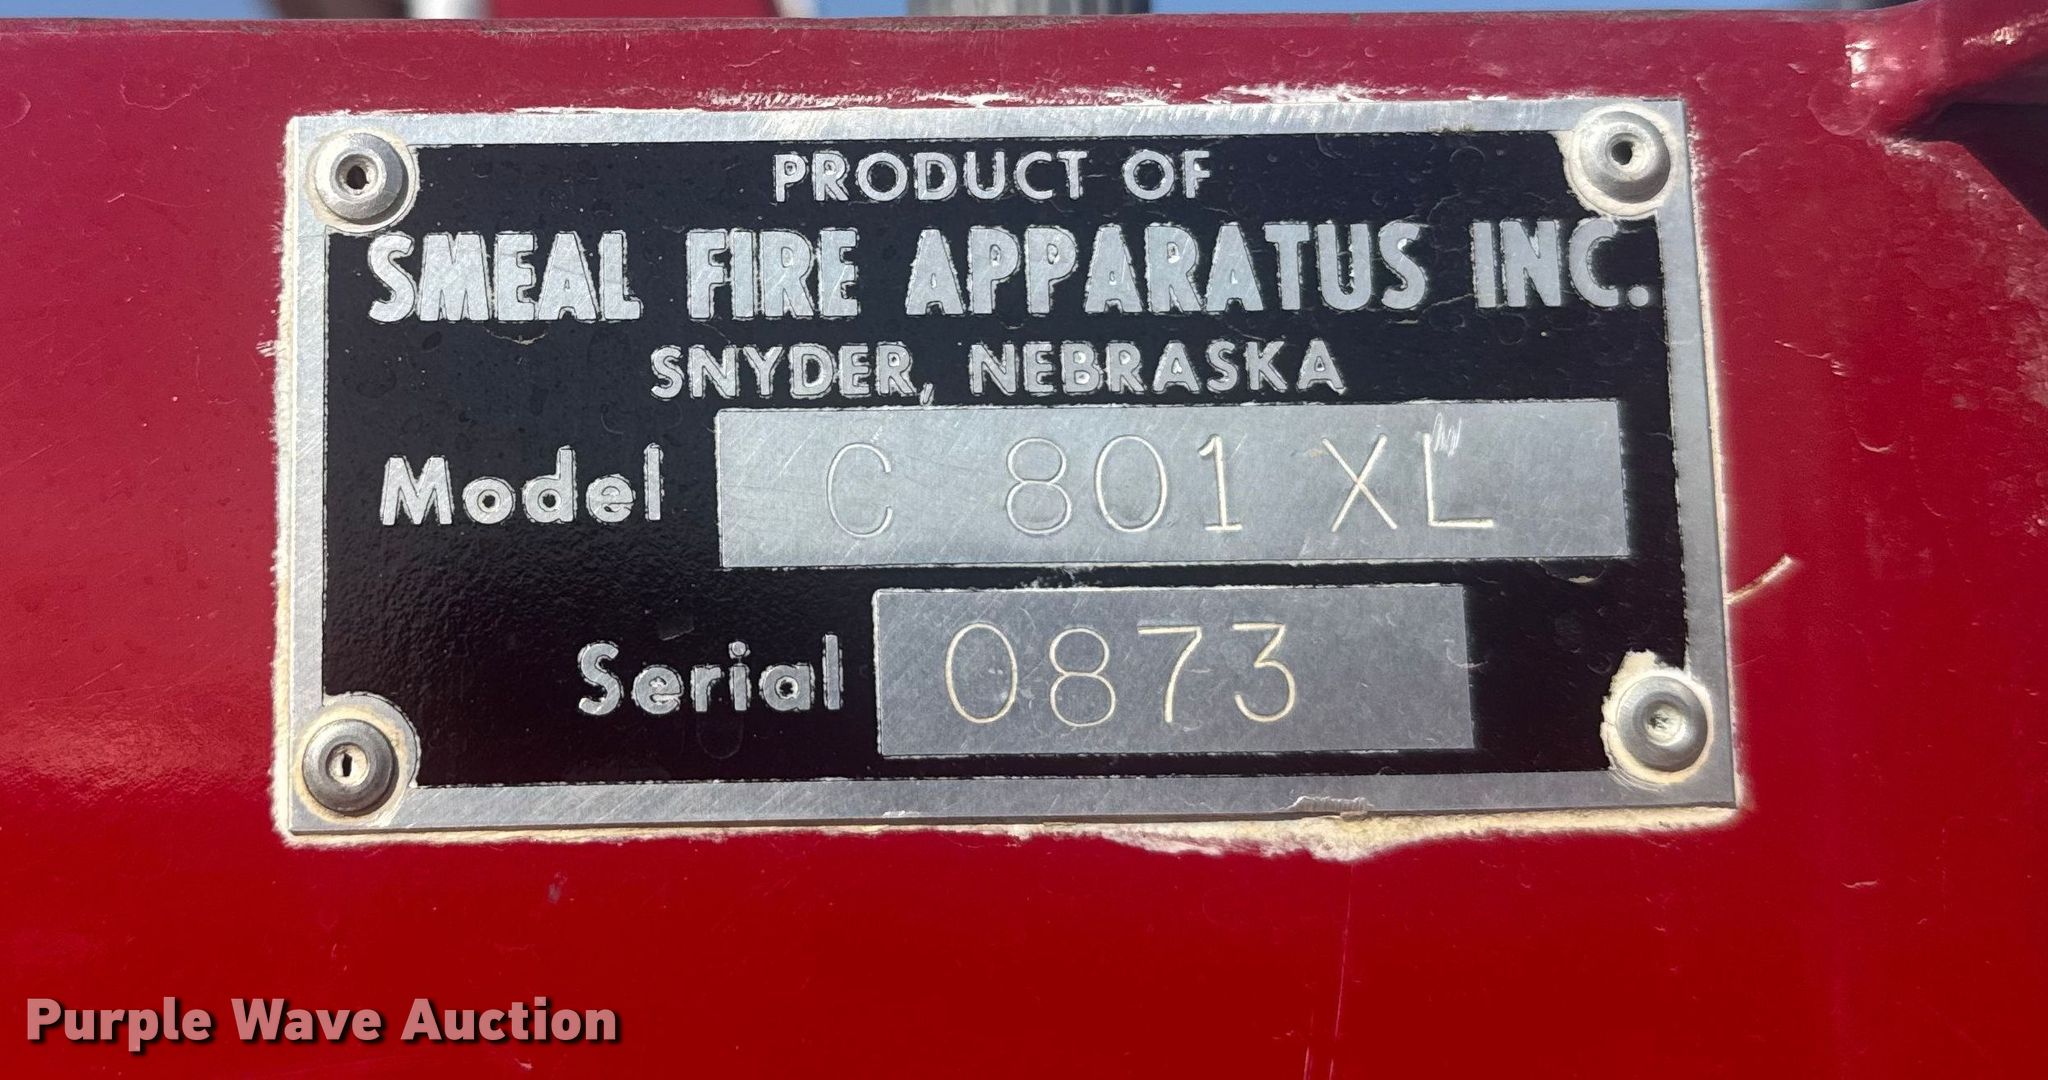 PRODUCT OF
SMEAL FIRE APPARATUS INC.
SNYDER, NEBRASKA
Model C 801 XL
Serial 0873
Purple Wave Auction